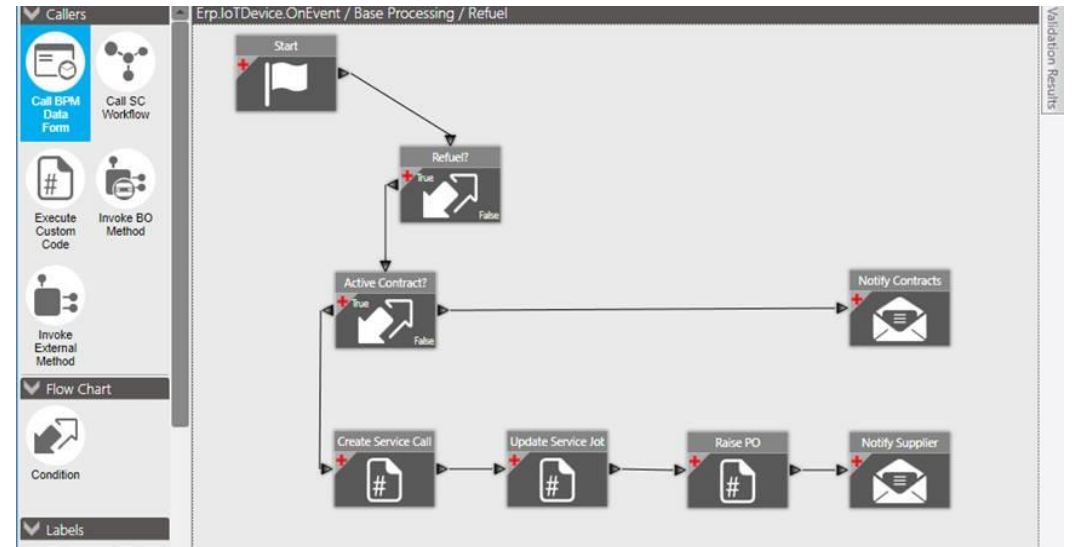 Callers
Erp.IoTDevice.OnEvent / Base Processing / Refuel
Validation Results
Call BPM
Data
Form
Call SC
Workflow
Execute
Custom
Code
Invoke BO
Method
Invoke
External
Method
Flow Chart
Condition
Labels
Start
Refuel?
True
False
Active Contract?
True
False
Notify Contracts
Create Service Call
Update Service Jot
Raise PO
Notify Supplier
#
#
#
#